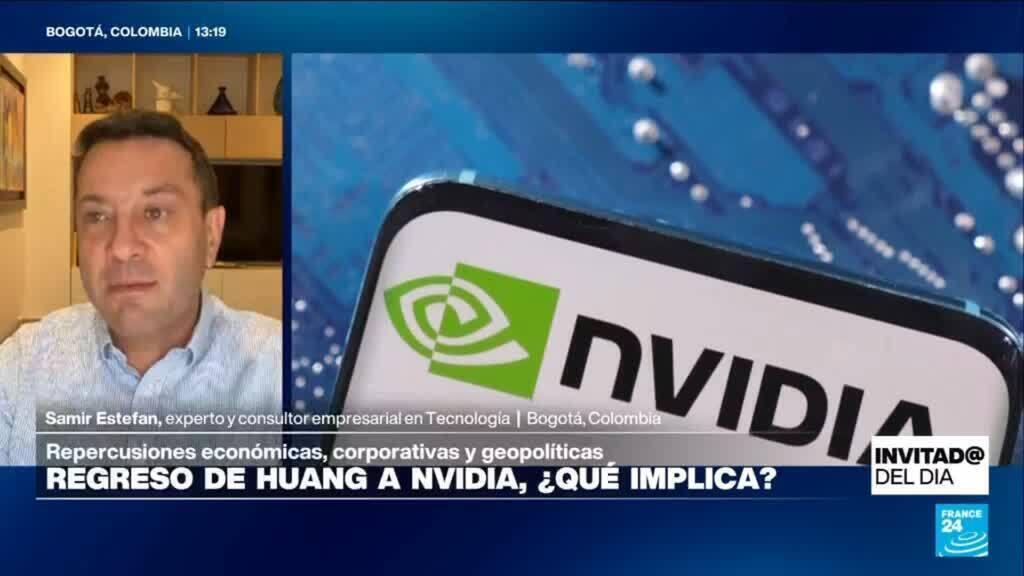 BOGOTÁ, COLOMBIA | 13:19
nVIDIA
Samir Estefan, experto y consultor empresarial en Tecnología | Bogotá, Colombia
Repercusiones económicas, corporativas y geopolíticas
REGRESO DE HUANG A NVIDIA, ¿QUÉ IMPLICA?
INVITAD@
DEL DIA
FRANCE
24